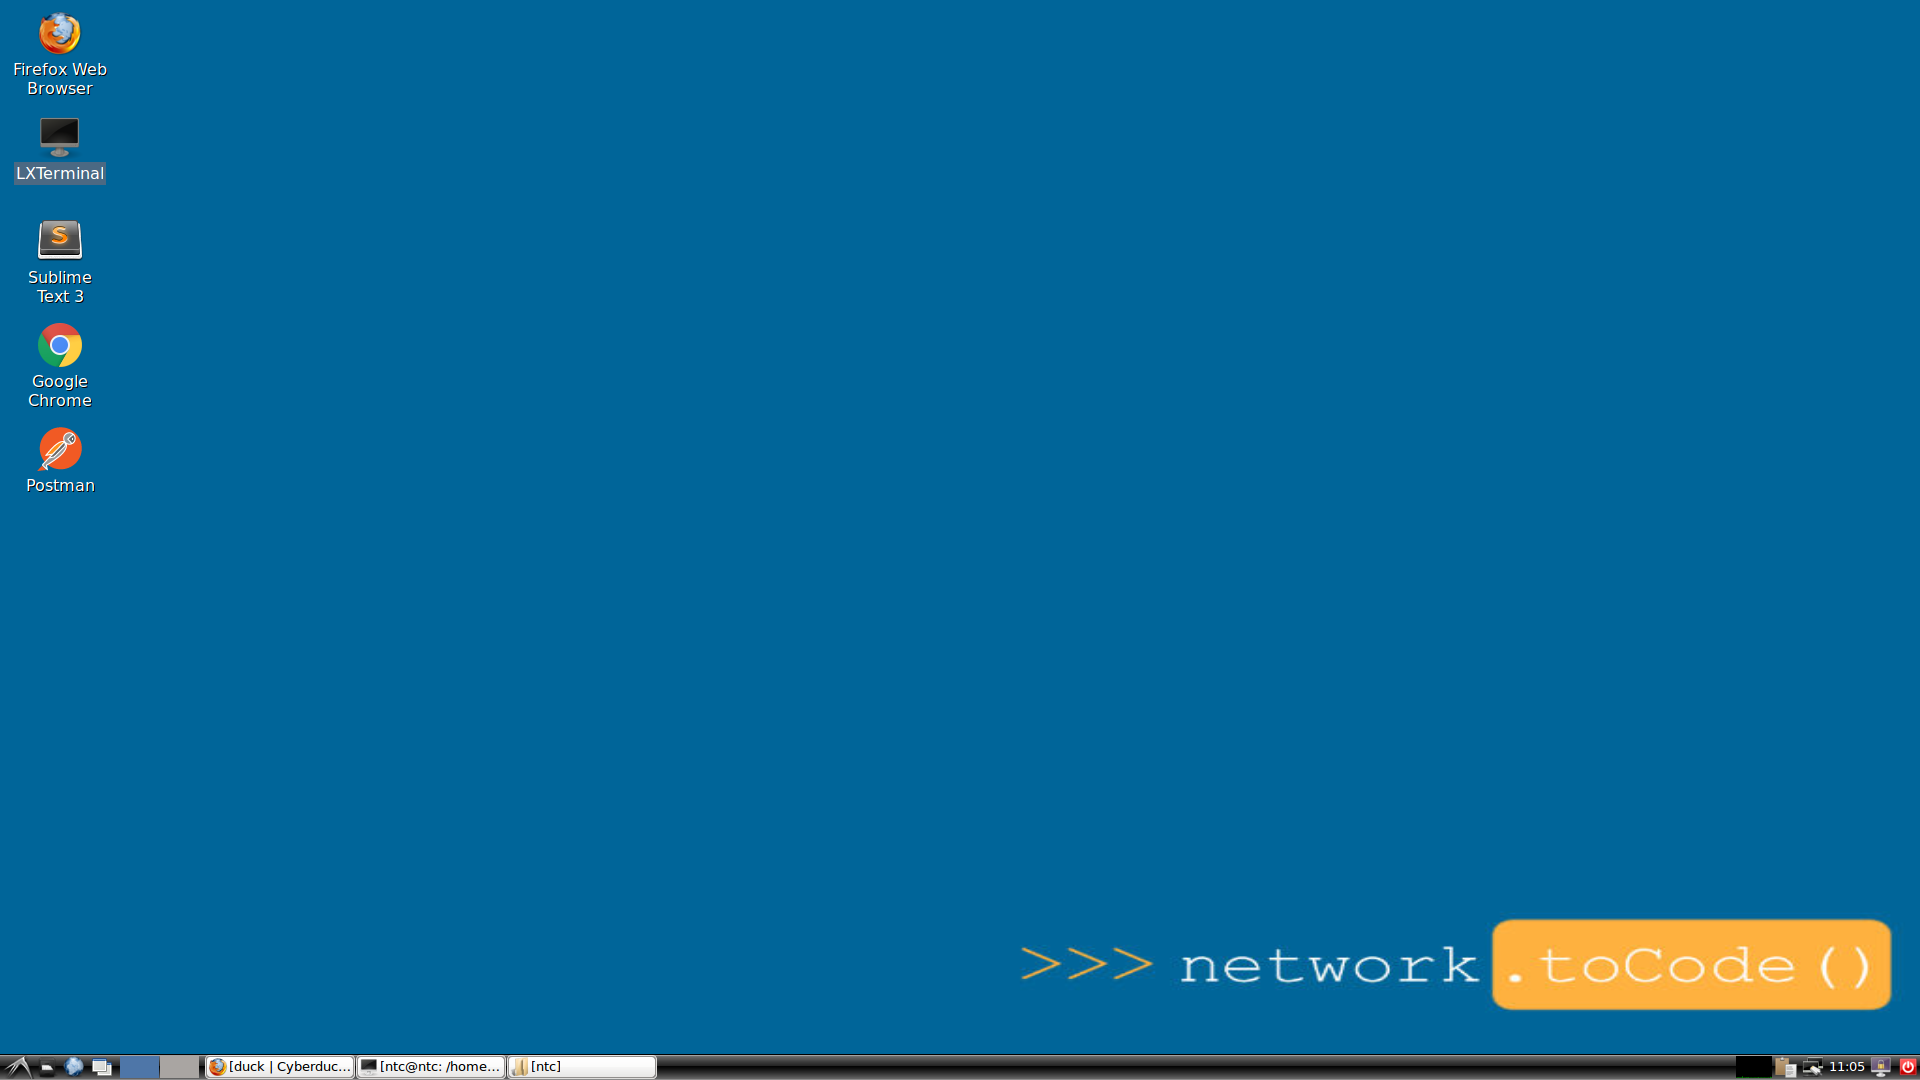 Firefox Web
Browser
LXTerminal
Sublime
Text 3
Google
Chrome
Postman
>>> network .toCode()
[duck | Cyberduc...
[ntc@ntc: /home...
[ntc]
11:05